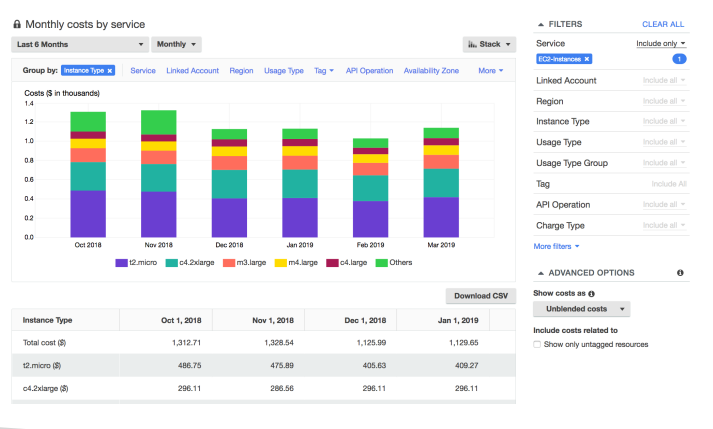 Monthly costs by service
Last 6 Months Monthly Stack
Group by: Instance Type × Service Linked Account Region Usage Type Tag API Operation Availability Zone More
Costs ($ in thousands)
1.4
1.2
1.0
0.8
0.6
0.4
0.2
0.0
Oct 2018 Nov 2018 Dec 2018 Jan 2019 Feb 2019 Mar 2019
t2.micro c4.2xlarge m3.large m4.large c4.large Others
Download CSV
Instance Type Oct 1, 2018 Nov 1, 2018 Dec 1, 2018 Jan 1, 2019
Total cost ($) 1,312.71 1,328.54 1,125.99 1,129.65
t2.micro ($) 486.75 475.89 405.63 409.27
c4.2xlarge ($) 296.11 286.56 296.11 296.11
FILTERS CLEAR ALL
Service Include only
EC2-Instances × 1
Linked Account Include all
Region Include all
Instance Type Include all
Usage Type Include all
Usage Type Group Include all
Tag Include All
API Operation Include all
Charge Type Include all
More filters
ADVANCED OPTIONS
Show costs as
Unblended costs
Include costs related to
Show only untagged resources